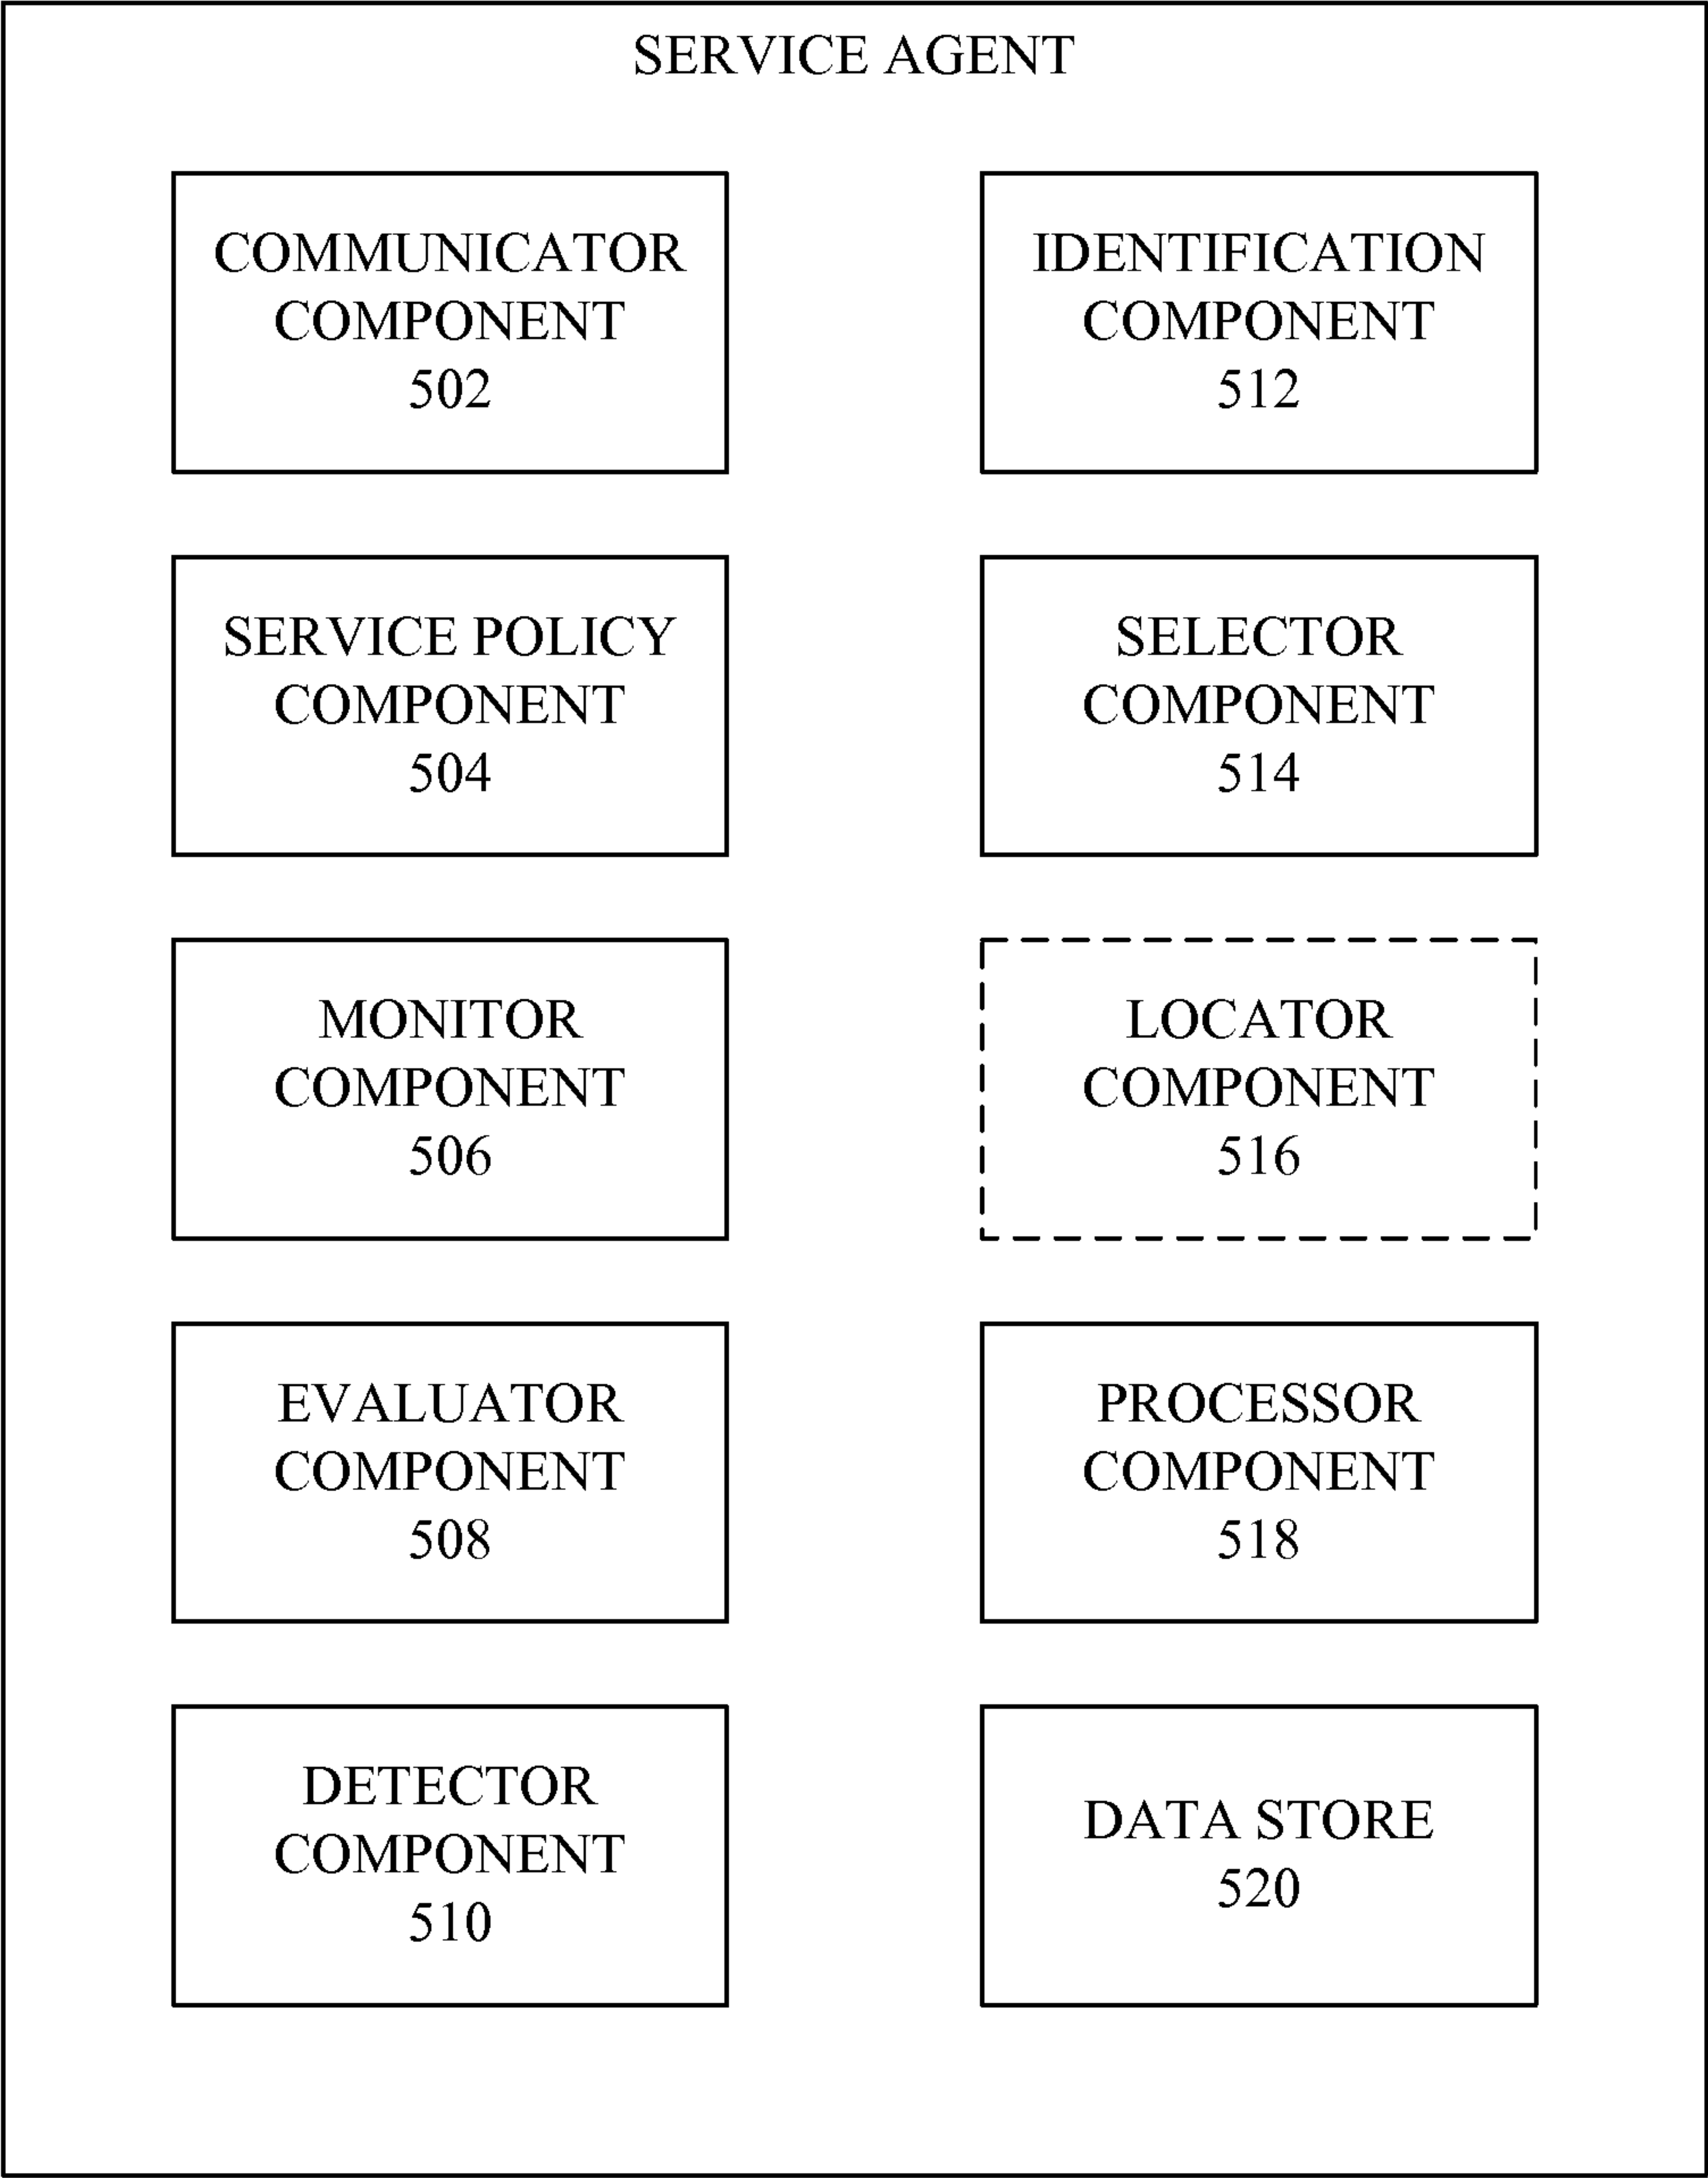 SERVICE AGENT
COMMUNICATOR
COMPONENT
502
IDENTIFICATION
COMPONENT
512
SERVICE POLICY
COMPONENT
504
SELECTOR
COMPONENT
514
MONITOR
COMPONENT
506
LOCATOR
COMPONENT
516
EVALUATOR
COMPONENT
508
PROCESSOR
COMPONENT
518
DETECTOR
COMPONENT
510
DATA STORE
520